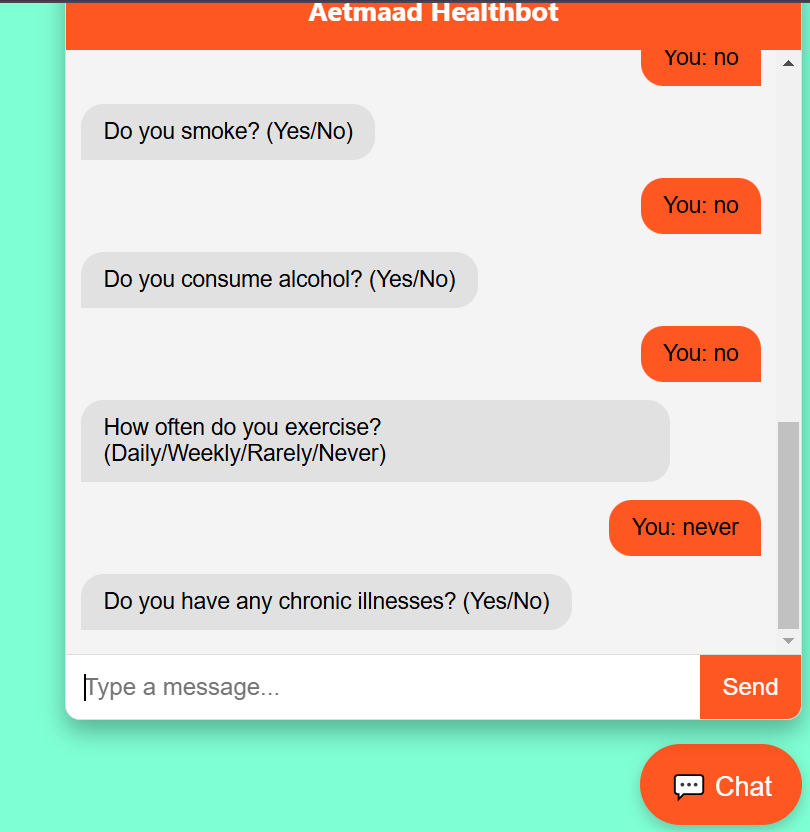 Aetmaad Healthbot
You: no
Do you smoke? (Yes/No)
You: no
Do you consume alcohol? (Yes/No)
You: no
How often do you exercise?
(Daily/Weekly/Rarely/Never)
You: never
Do you have any chronic illnesses? (Yes/No)
Type a message...
Send
Chat